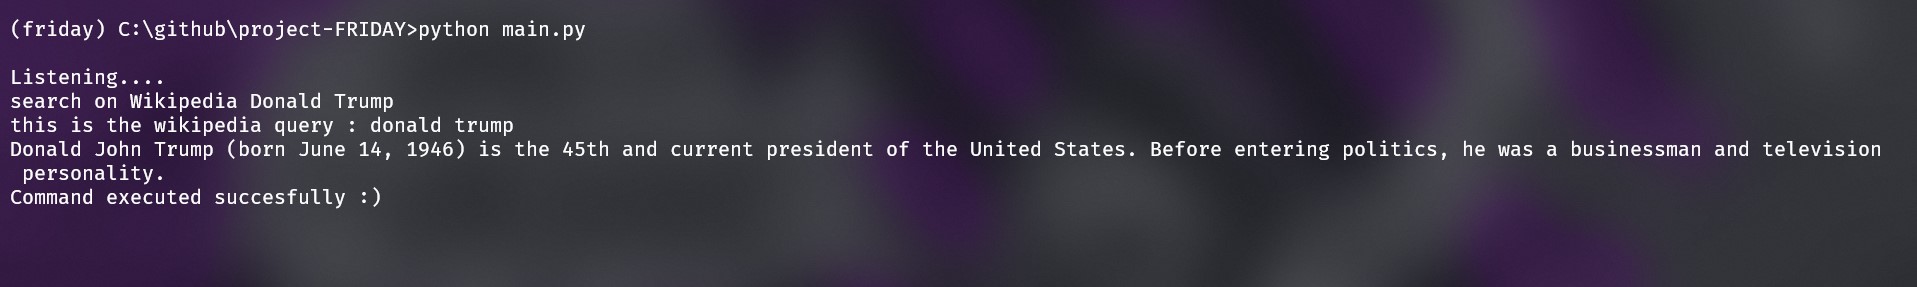 (friday) C:\github\project-FRIDAY>python main.py
Listening....
search on Wikipedia Donald Trump
this is the wikipedia query : donald trump
Donald John Trump (born June 14, 1946) is the 45th and current president of the United States. Before entering politics, he was a businessman and television
personality.
Command executed succesfully :)